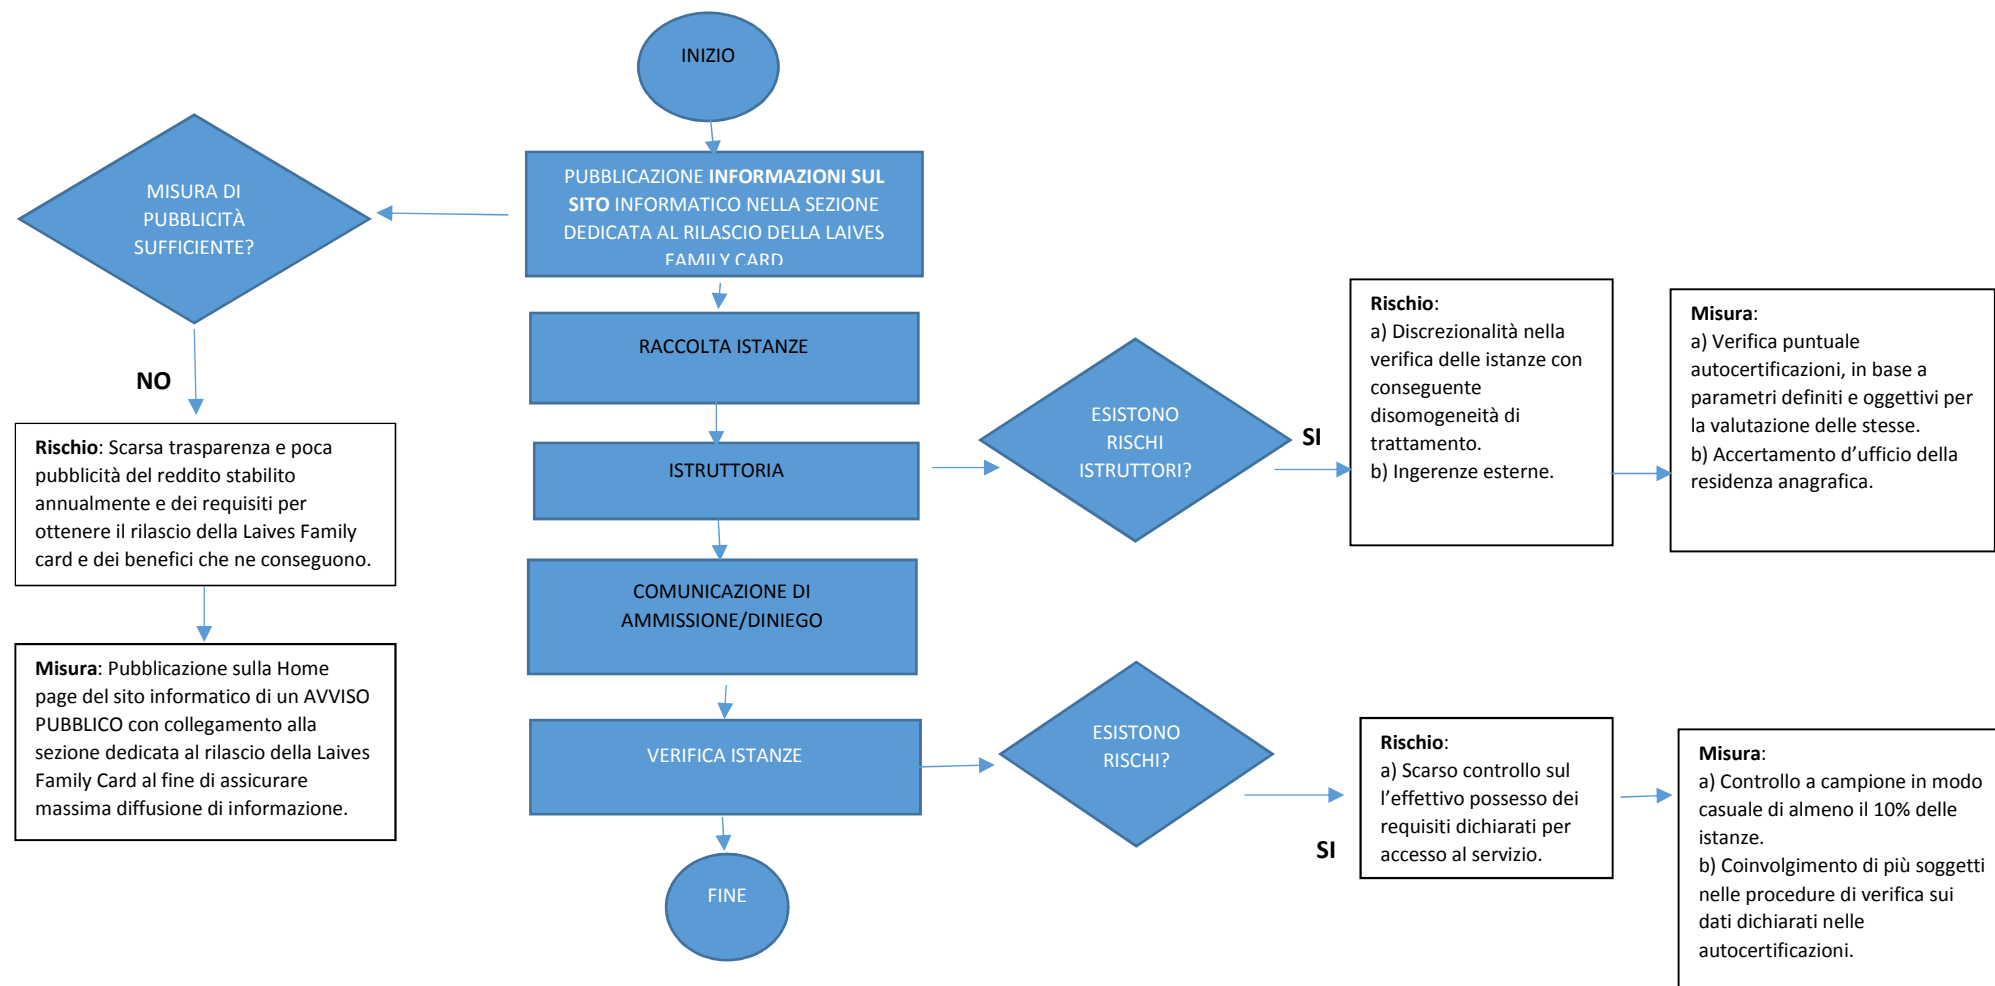 INIZIO
PUBBLICAZIONE INFORMAZIONI SUL
SITO INFORMATICO NELLA SEZIONE
DEDICATA AL RILASCIO DELLA LAIVES
FAMILY CARD
MISURA DI
PUBBLICITÀ
SUFFICIENTE?
NO
Rischio: Scarsa trasparenza e poca
pubblicità del reddito stabilito
annualmente e dei requisiti per
ottenere il rilascio della Laives Family
card e dei benefici che ne conseguono.
Misura: Pubblicazione sulla Home
page del sito informatico di un AVVISO
PUBBLICO con collegamento alla
sezione dedicata al rilascio della Laives
Family Card al fine di assicurare
massima diffusione di informazione.
RACCOLTA ISTANZE
ISTRUTTORIA
ESISTONO
RISCHI
ISTRUTTORI?
SI
Rischio:
a) Discrezionalità nella
verifica delle istanze con
conseguente
disomogeneità di
trattamento.
b) Ingerenze esterne.
Misura:
a) Verifica puntuale
autocertificazioni, in base a
parametri definiti e oggettivi per
la valutazione delle stesse.
b) Accertamento d’ufficio della
residenza anagrafica.
COMUNICAZIONE DI
AMMISSIONE/DINIEGO
VERIFICA ISTANZE
ESISTONO
RISCHI?
SI
Rischio:
a) Scarso controllo sul
l’effettivo possesso dei
requisiti dichiarati per
accesso al servizio.
Misura:
a) Controllo a campione in modo
casuale di almeno il 10% delle
istanze.
b) Coinvolgimento di più soggetti
nelle procedure di verifica sui
dati dichiarati nelle
autocertificazioni.
FINE